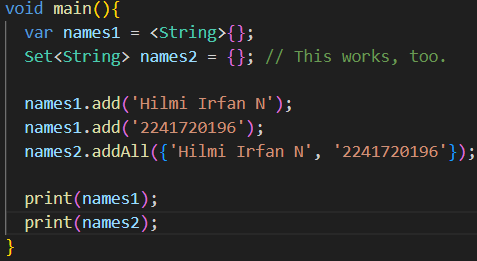 void main(){
  var names1 = <String>{};
  Set<String> names2 = {}; // This works, too.

  names1.add('Hilmi Irfan N');
  names1.add('2241720196');
  names2.addAll({'Hilmi Irfan N', '2241720196'});

  print(names1);
  print(names2);
}